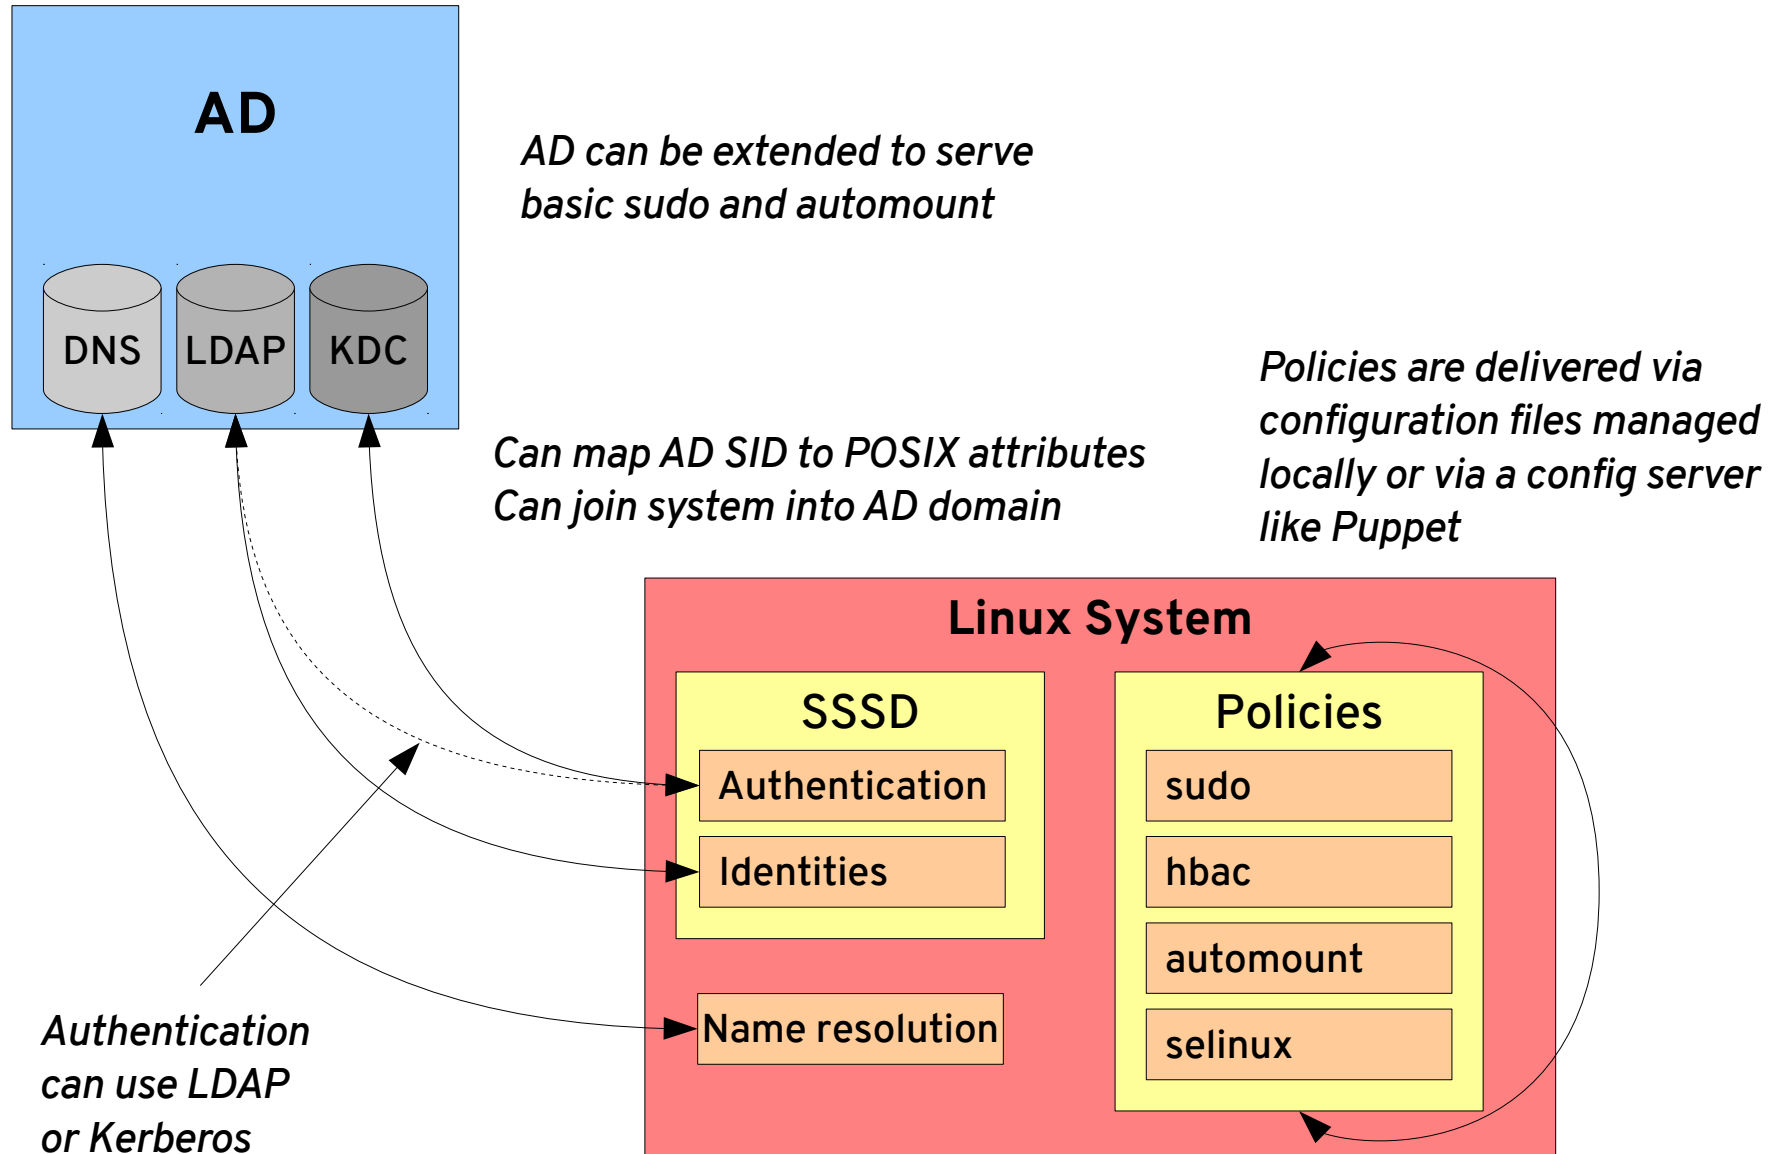 AD
AD can be extended to serve
basic sudo and automount
DNS
LDAP
KDC
Policies are delivered via
configuration files managed
locally or via a config server
like Puppet
Can map AD SID to POSIX attributes
Can join system into AD domain
Linux System
SSSD
Authentication
Identities
Name resolution
Policies
sudo
hbac
automount
selinux
Authentication
can use LDAP
or Kerberos